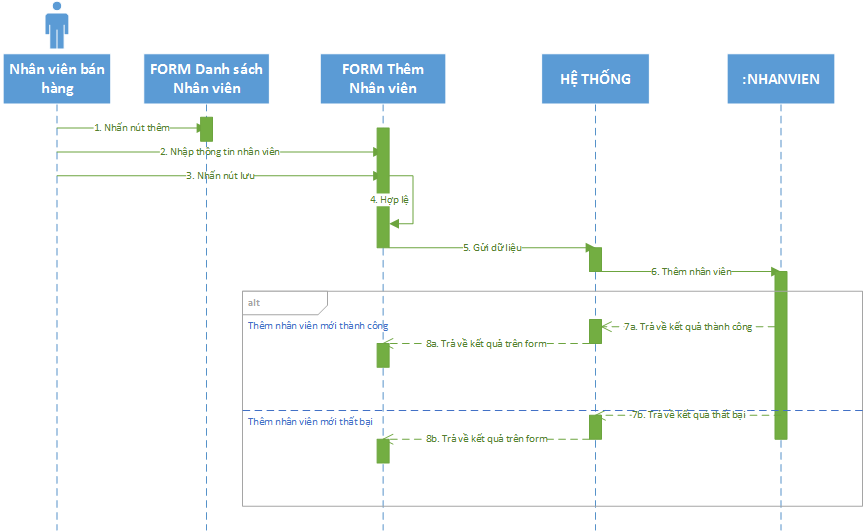 Nhân viên bán
hàng
FORM Danh sách
Nhân viên
FORM Thêm
Nhân viên
HỆ THỐNG
:NHANVIEN
1. Nhấn nút thêm
2. Nhập thông tin nhân viên
3. Nhấn nút lưu
4. Hợp lệ
5. Gửi dữ liệu
6. Thêm nhân viên
alt
Thêm nhân viên mới thành công
7a. Trả về kết quả thành công
8a. Trả về kết quả trên form
Thêm nhân viên mới thất bại
7b. Trả về kết quả thất bại
8b. Trả về kết quả trên form